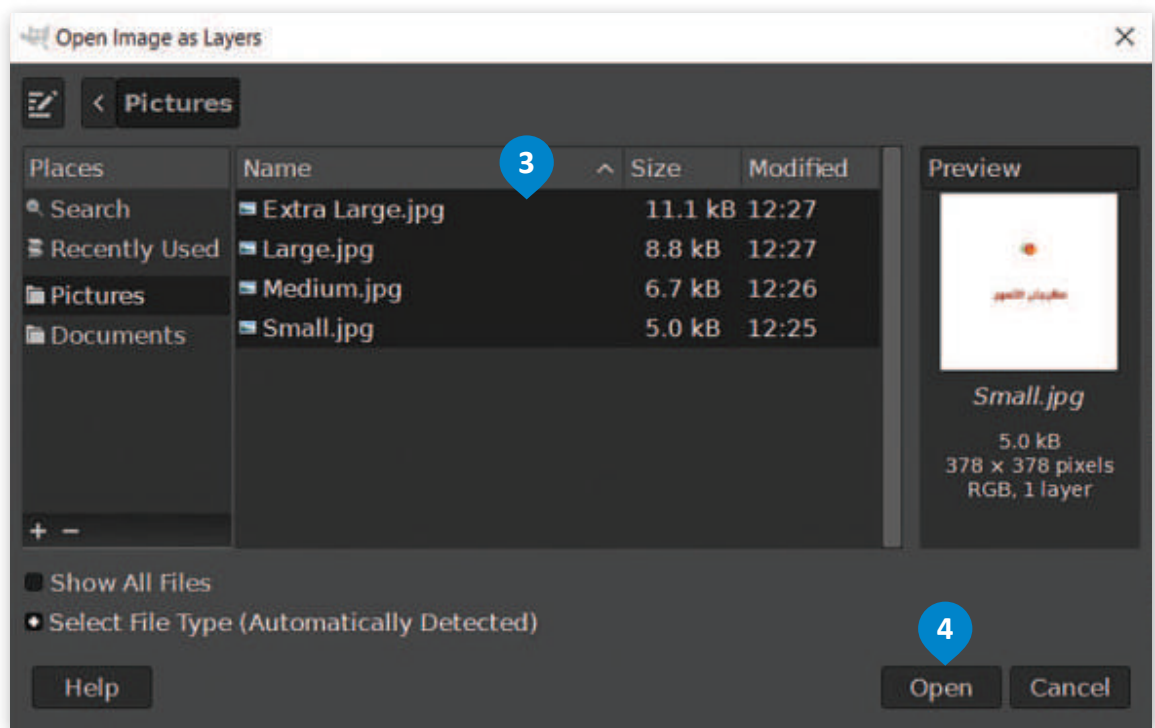 Open Image as Layers
Pictures
Places
Name
3
Size
Modified
Preview
Search
Extra Large.jpg 11.1 kB 12:27
Recently Used
Large.jpg 8.8 kB 12:27
Pictures
Medium.jpg 6.7 kB 12:26
Documents
Small.jpg 5.0 kB 12:25
Small.jpg
5.0 kB
378 × 378 pixels
RGB, 1 layer
Show All Files
Select File Type (Automatically Detected)
4
Help
Open
Cancel